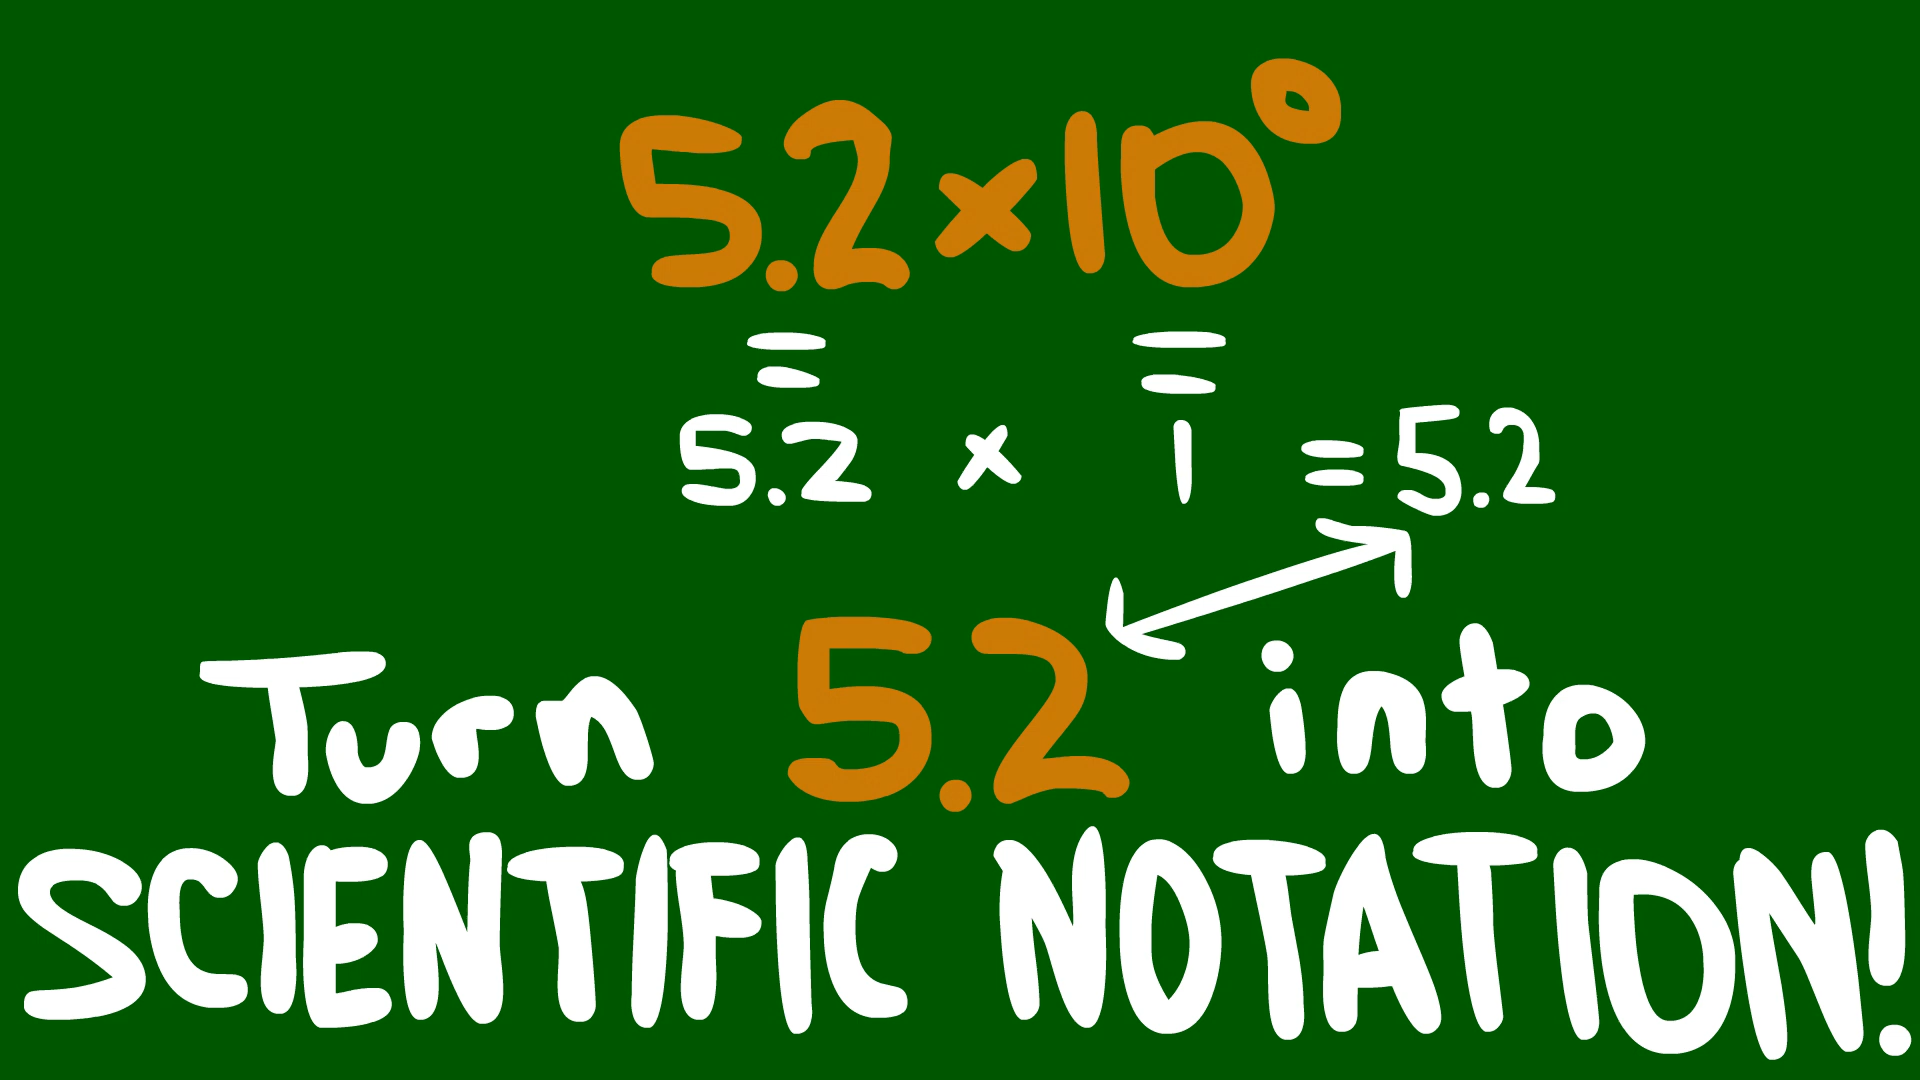 5.2×10⁰
= =
5.2 × 1 = 5.2
Turn 5.2 into
SCIENTIFIC NOTATION!